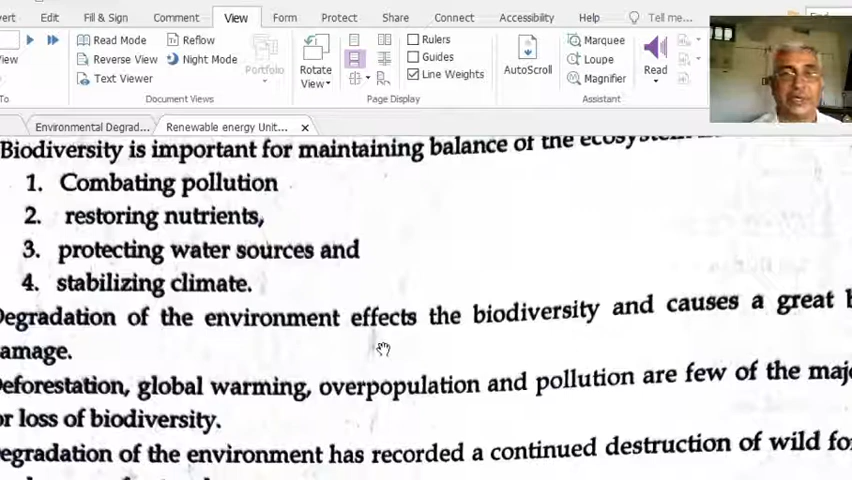 Edit Sign View Form Protect Share Connect Accessibility Help Tell me...
Fill & Sign Comment
Read Mode Reflow
Reverse View Night Mode
Text Viewer
Portfolio
Document Views
Rotate
View
Rulers
Guides
Line Weights
Page Display
AutoScroll
Marquee
Loupe
Magnifier
Assistant
Read
Environmental Degrad...
Renewable energy Unit... ×
Biodiversity is important for maintaining balance of the
1. Combating pollution
2. restoring nutrients,
3. protecting water sources and
4. stabilizing climate.
egradation of the environment effects the biodiversity and causes a great
amage.
eforestation, global warming, overpopulation and pollution are few of the
or loss of biodiversity.
egradation of the environment has recorded a continued destruction of wild